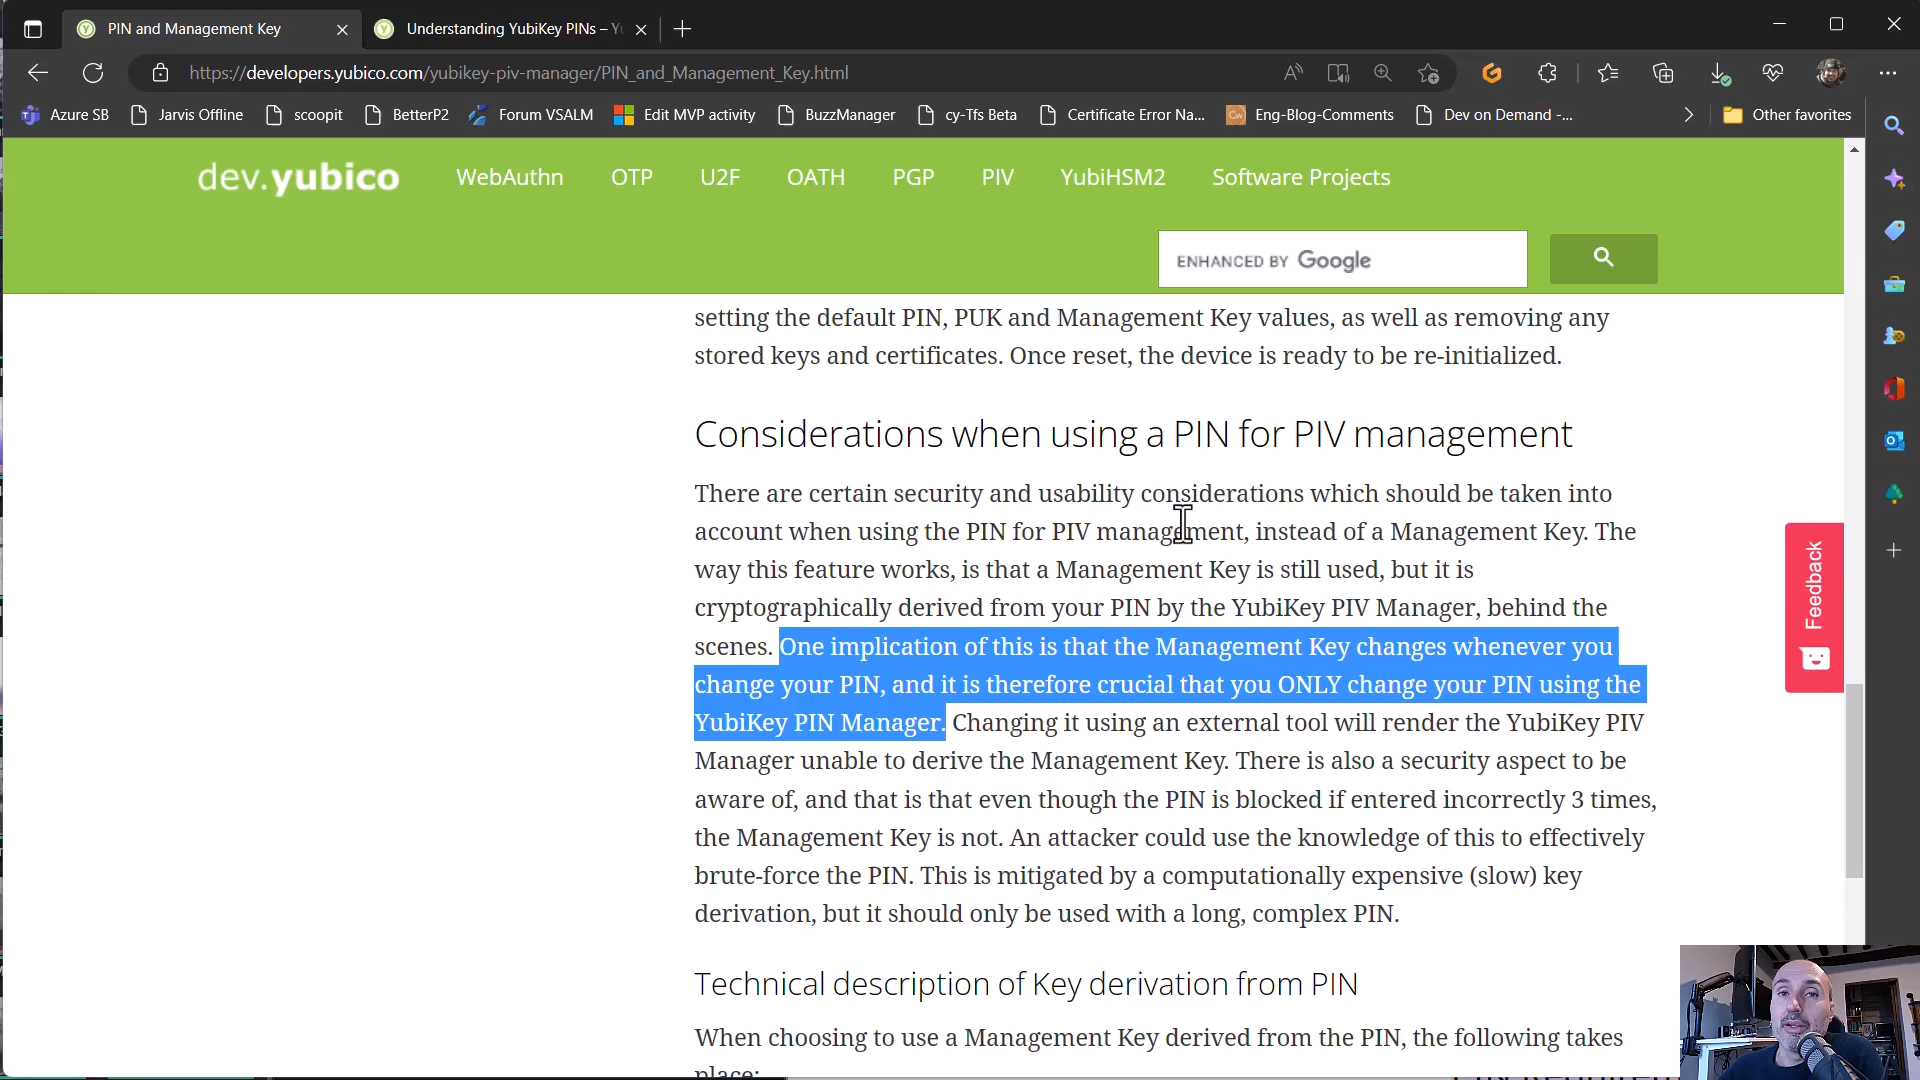 PIN and Management Key
Understanding YubiKey PINs – Yu
https://developers.yubico.com/yubikey-piv-manager/PIN_and_Management_Key.html
Azure SB
Jarvis Offline
scoopit
BetterP2
Forum VSALM
Edit MVP activity
BuzzManager
cy-Tfs Beta
Certificate Error Na...
Eng-Blog-Comments
Dev on Demand -...
Other favorites
dev.yubico
WebAuthn
OTP
U2F
OATH
PGP
PIV
YubiHSM2
Software Projects
ENHANCED BY Google
setting the default PIN, PUK and Management Key values, as well as removing any
stored keys and certificates. Once reset, the device is ready to be re-initialized.
Considerations when using a PIN for PIV management
There are certain security and usability considerations which should be taken into
account when using the PIN for PIV management, instead of a Management Key. The
way this feature works, is that a Management Key is still used, but it is
cryptographically derived from your PIN by the YubiKey PIV Manager, behind the
scenes. One implication of this is that the Management Key changes whenever you
change your PIN, and it is therefore crucial that you ONLY change your PIN using the
YubiKey PIN Manager. Changing it using an external tool will render the YubiKey PIV
Manager unable to derive the Management Key. There is also a security aspect to be
aware of, and that is that even though the PIN is blocked if entered incorrectly 3 times,
the Management Key is not. An attacker could use the knowledge of this to effectively
brute-force the PIN. This is mitigated by a computationally expensive (slow) key
derivation, but it should only be used with a long, complex PIN.
Feedback
Technical description of Key derivation from PIN
When choosing to use a Management Key derived from the PIN, the following takes
place: